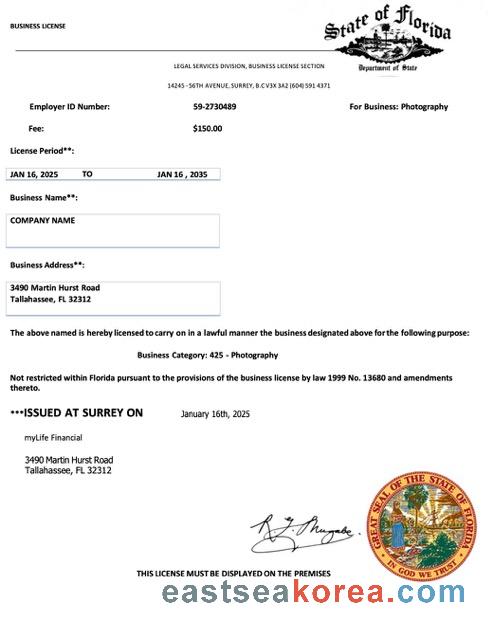 BUSINESS LICENSE
State of Florida
Department of State
LEGAL SERVICES DIVISION, BUSINESS LICENSE SECTION
14245 -56TH AVENUE, SURREY, B.C V3X 3A2 (604) 591 4371
Employer ID Number: 59-2730489 For Business: Photography
Fee: $150.00
License Period**:
JAN 16, 2025 TO JAN 16 , 2035
Business Name**:
COMPANY NAME
Business Address**:
3490 Martin Hurst Road
Tallahassee, FL 32312
The above named is hereby licensed to carry on in a lawful manner the business designated above for the following purpose:
Business Category: 425 - Photography
Not restricted within Florida pursuant to the provisions of the business license by law 1999 No. 13680 and amendments
thereto.
***ISSUED AT SURREY ON January 16th, 2025
myLife Financial
3490 Martin Hurst Road
Tallahassee, FL 32312
R G Mugabe.
GREAT SEAL OF THE STATE OF FLORIDA
IN GOD WE TRUST
THIS LICENSE MUST BE DISPLAYED ON THE PREMISES
eastseakorea.com